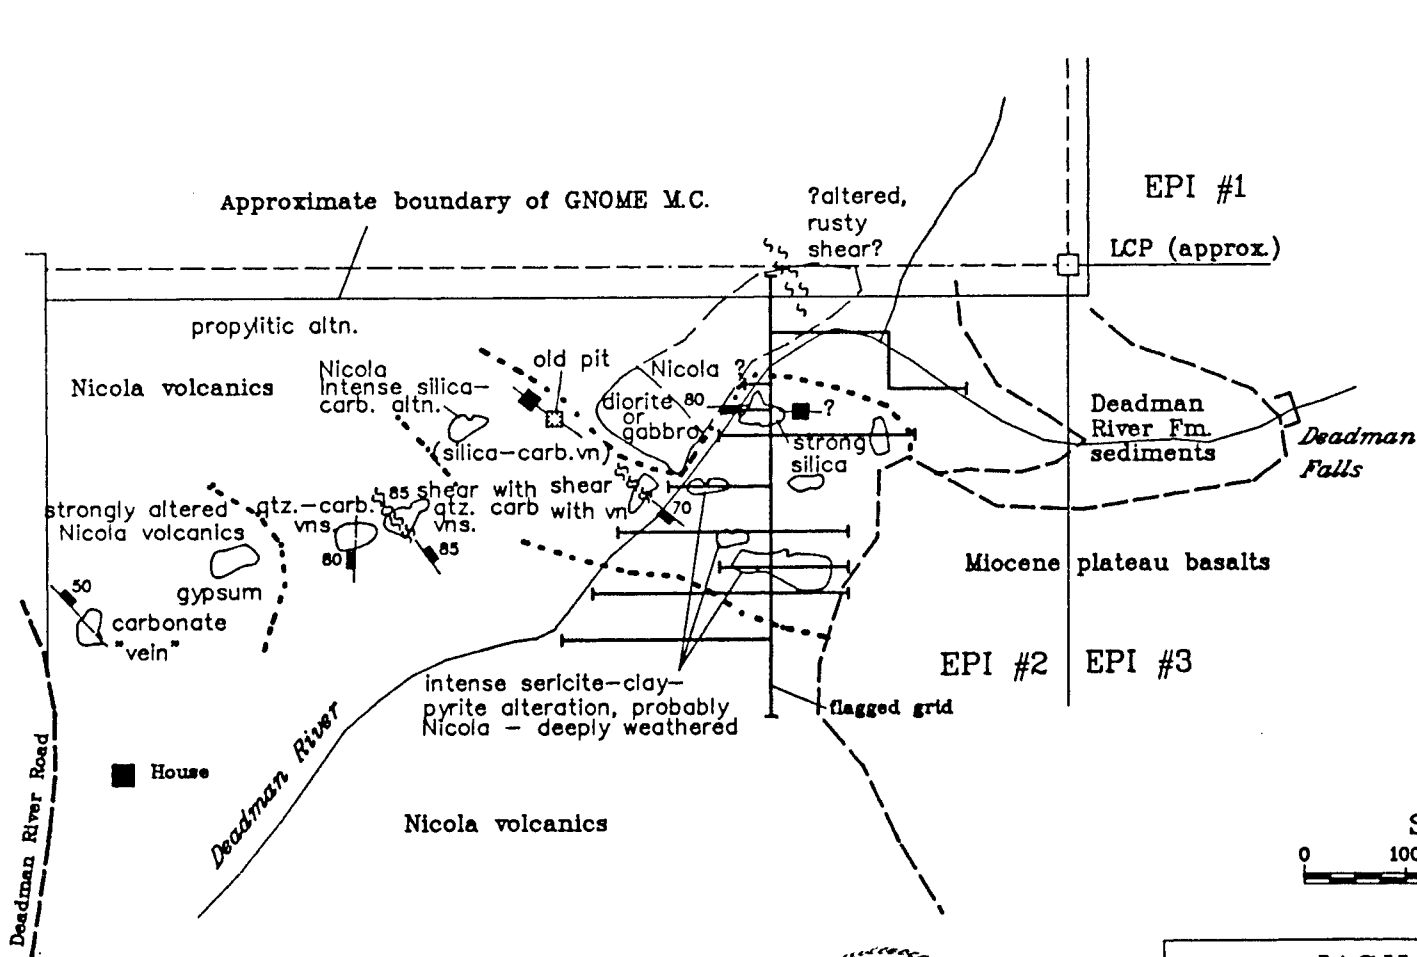 EPI #1
Approximate boundary of GNOME M.C.
?altered,
rusty
shear?
LCP (approx.)
propylitic altn.
old pit
Nicola
Intense silica-
carb. altn.
Nicola ?
Nicola volcanics
diorite
or
gabbro
80
?
Deadman
River Fm.
sediments
Deadman
Falls
(silica-carb.vn)
strong
silica
85
shear with
qtz. carb
vns.
shear
with vn
70
qtz.-carb.
vns.
80
85
strongly altered
Nicola volcanics
gypsum
50
carbonate
"vein"
Miocene plateau basalts
EPI #2
EPI #3
intense sericite-clay-
pyrite alteration, probably
Nicola - deeply weathered
flagged grid
Deadman River
Deadman River Road
House
Nicola volcanics
0
100